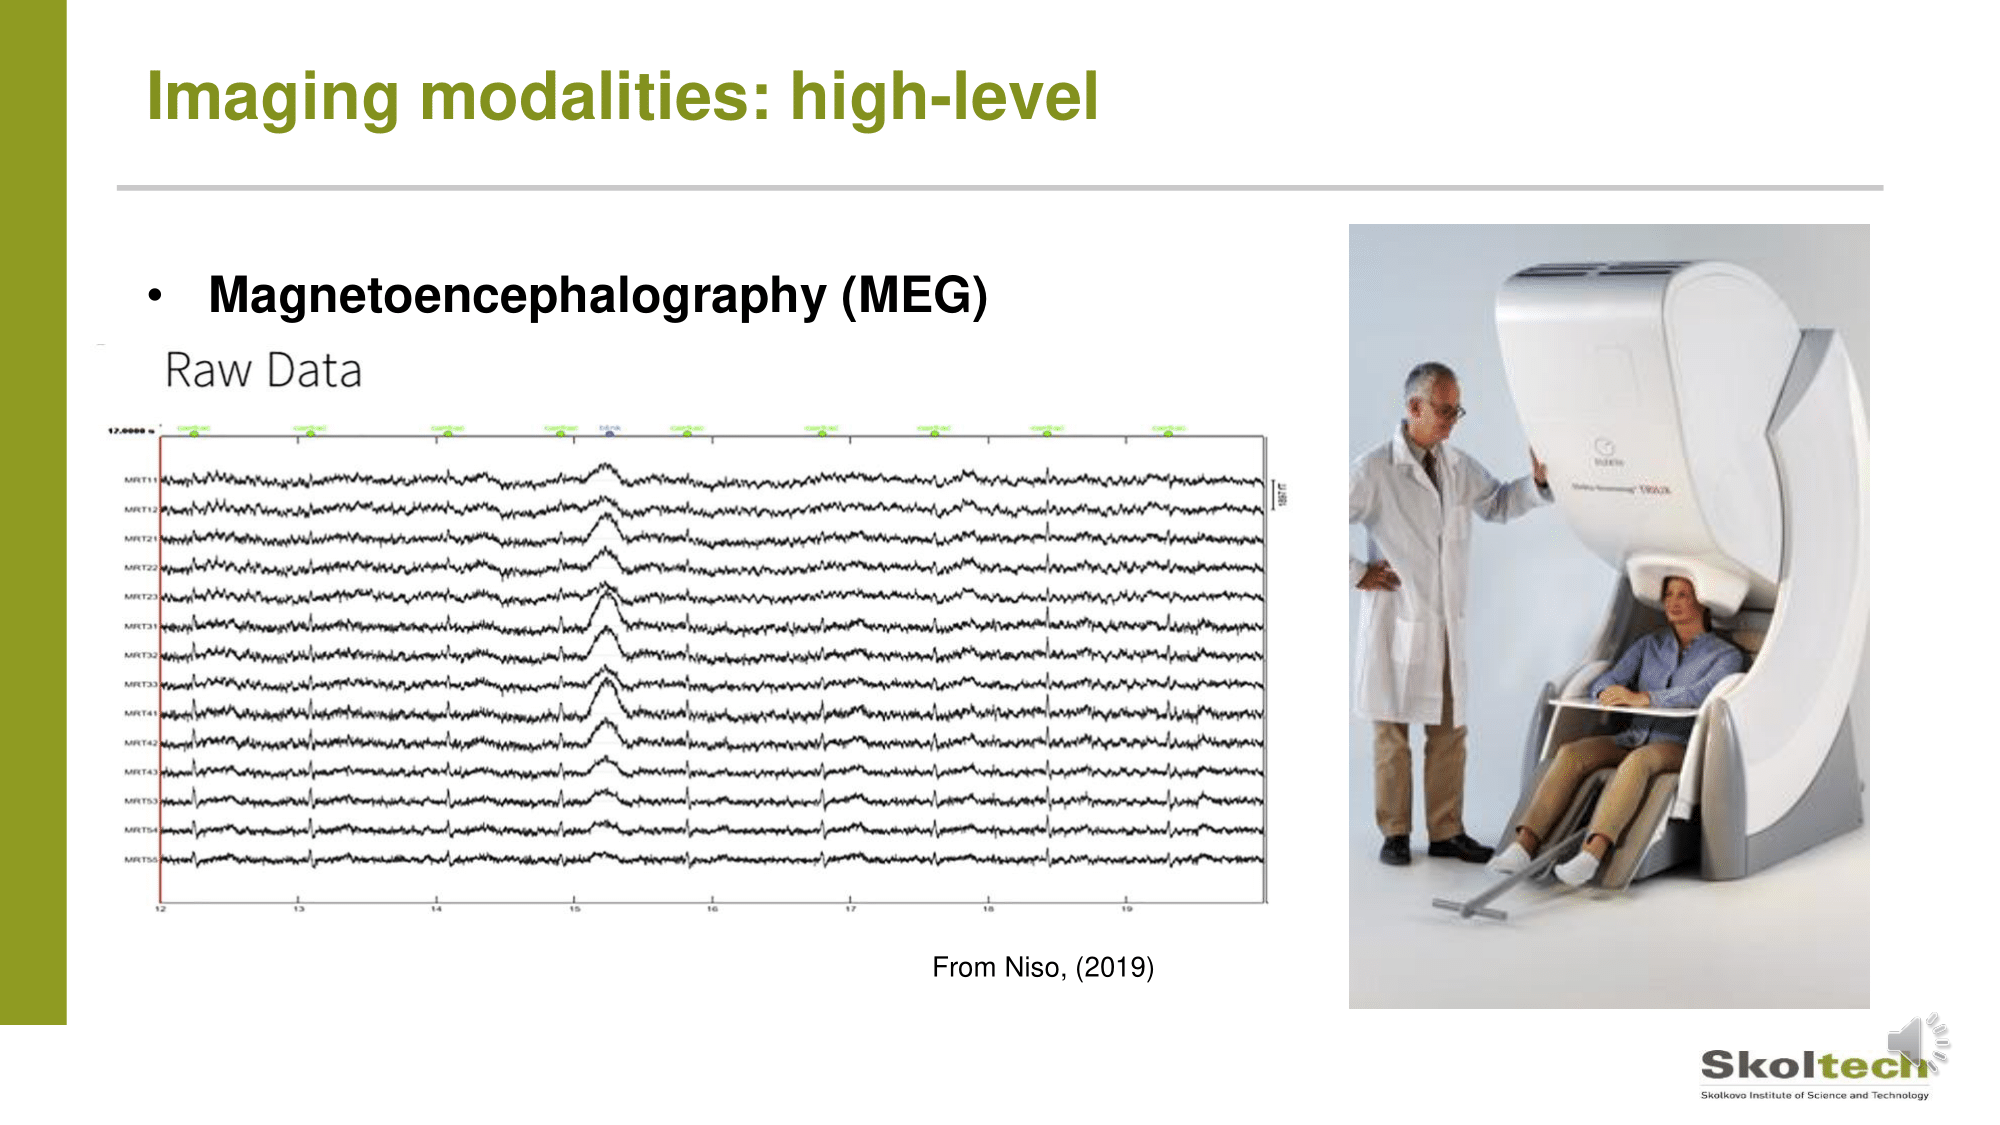 Imaging modalities: high-level
• Magnetoencephalography (MEG)
Raw Data
17.0000 s
cardiac cardiac cardiac cardiac blink cardiac cardiac cardiac cardiac cardiac
MRT11
MRT12
MRT21
MRT22
MRT23
MRT31
MRT32
MRT33
MRT41
MRT42
MRT43
MRT53
MRT54
MRT55
12 13 14 15 16 17 18 19
From Niso, (2019)
TRIUX
Skoltech
Skolkovo Institute of Science and Technology